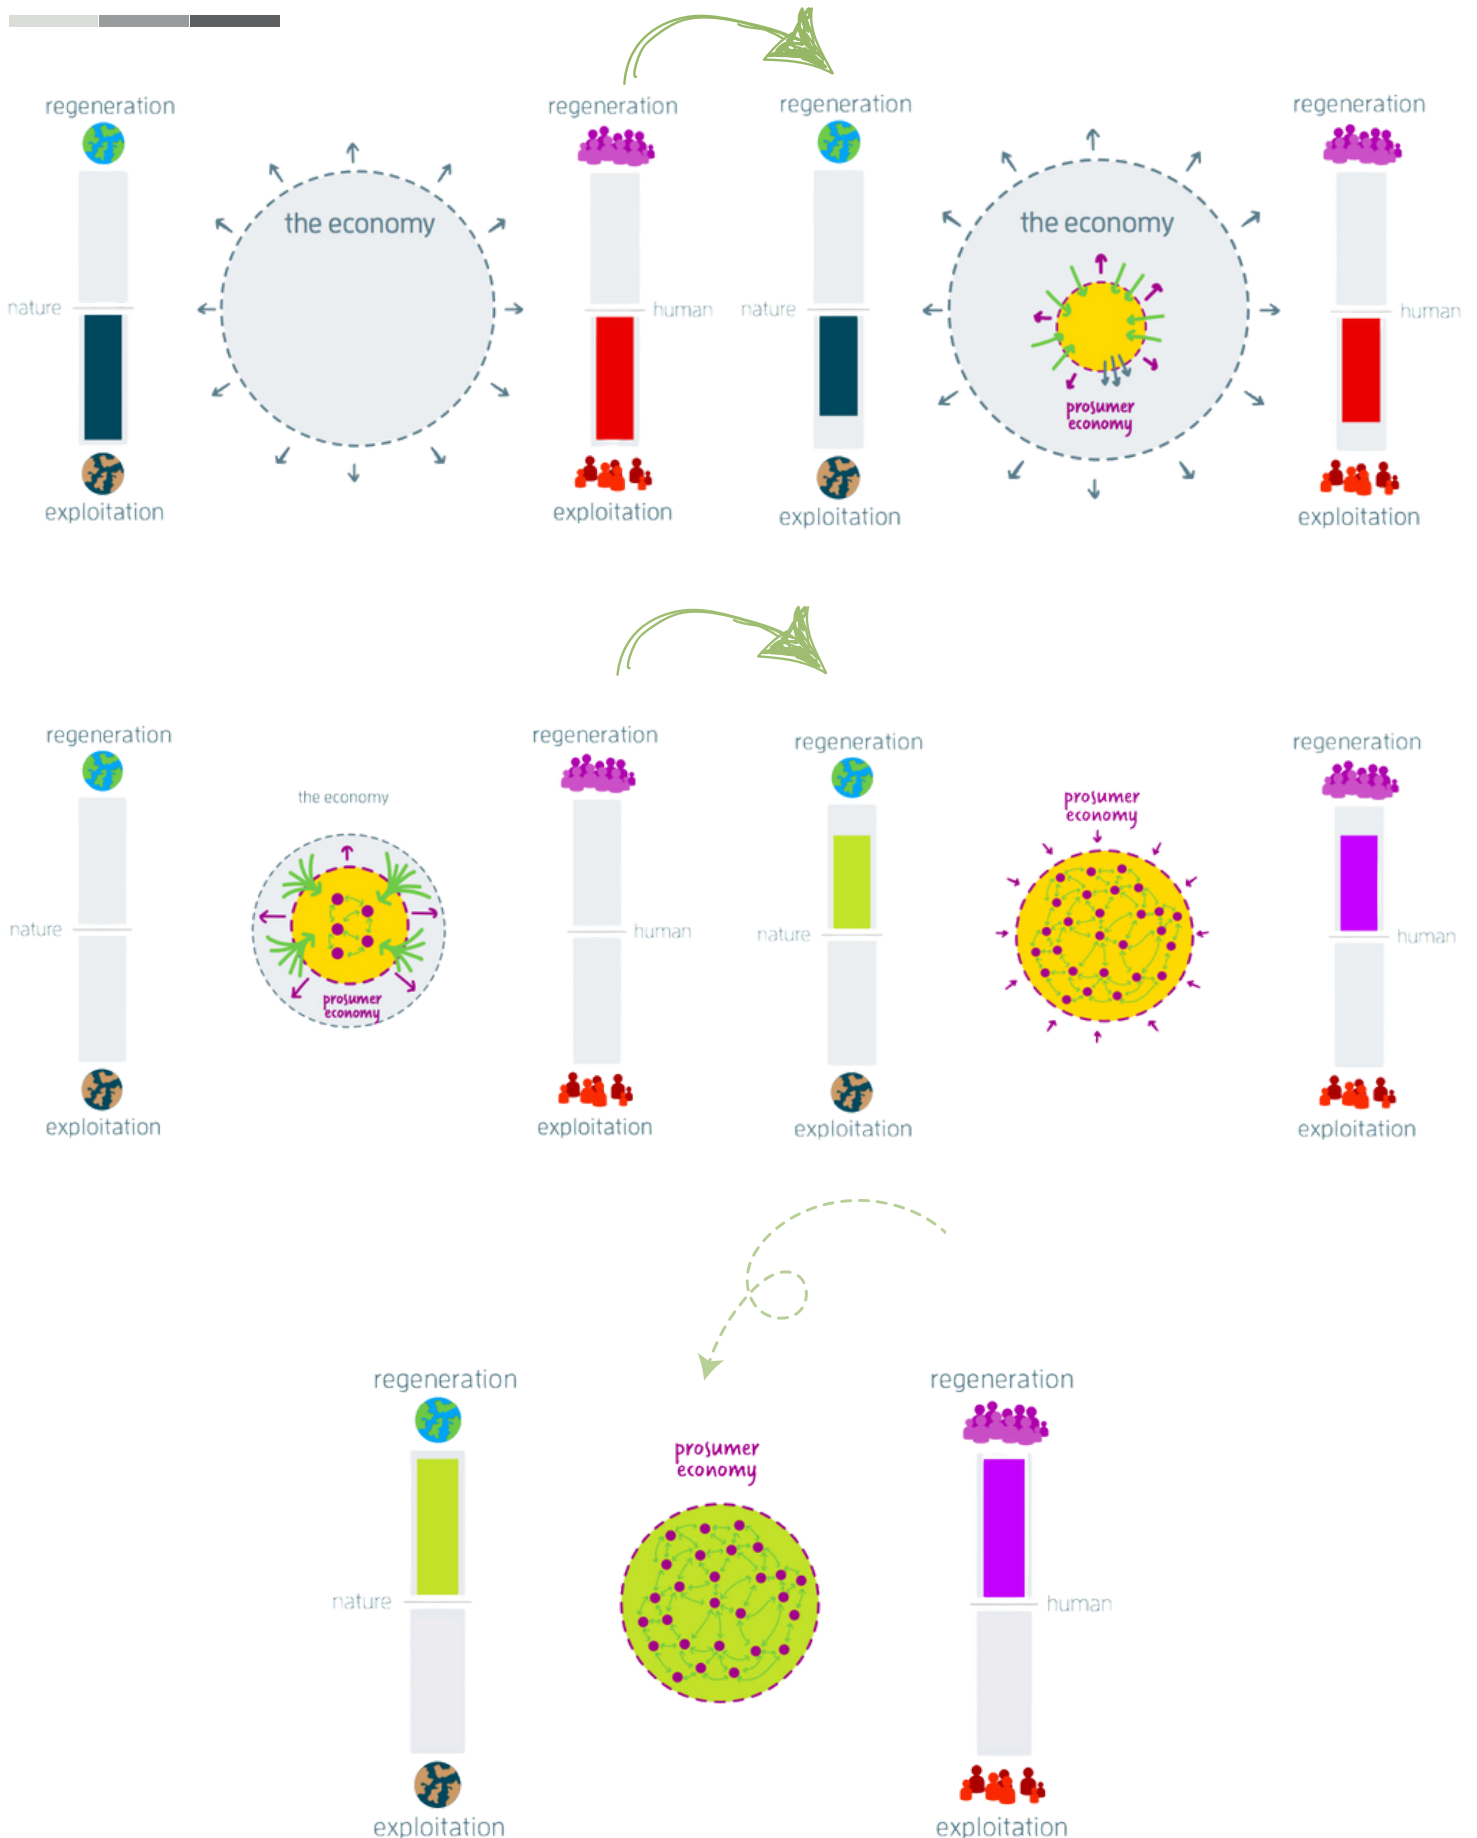 regeneration
the economy
nature
exploitation
regeneration
human
exploitation
regeneration
the economy
prosumer
economy
nature
exploitation
regeneration
human
exploitation
regeneration
the economy
prosumer
economy
nature
exploitation
regeneration
human
exploitation
regeneration
prosumer
economy
nature
exploitation
regeneration
human
exploitation
regeneration
prosumer
economy
nature
exploitation
regeneration
human
exploitation